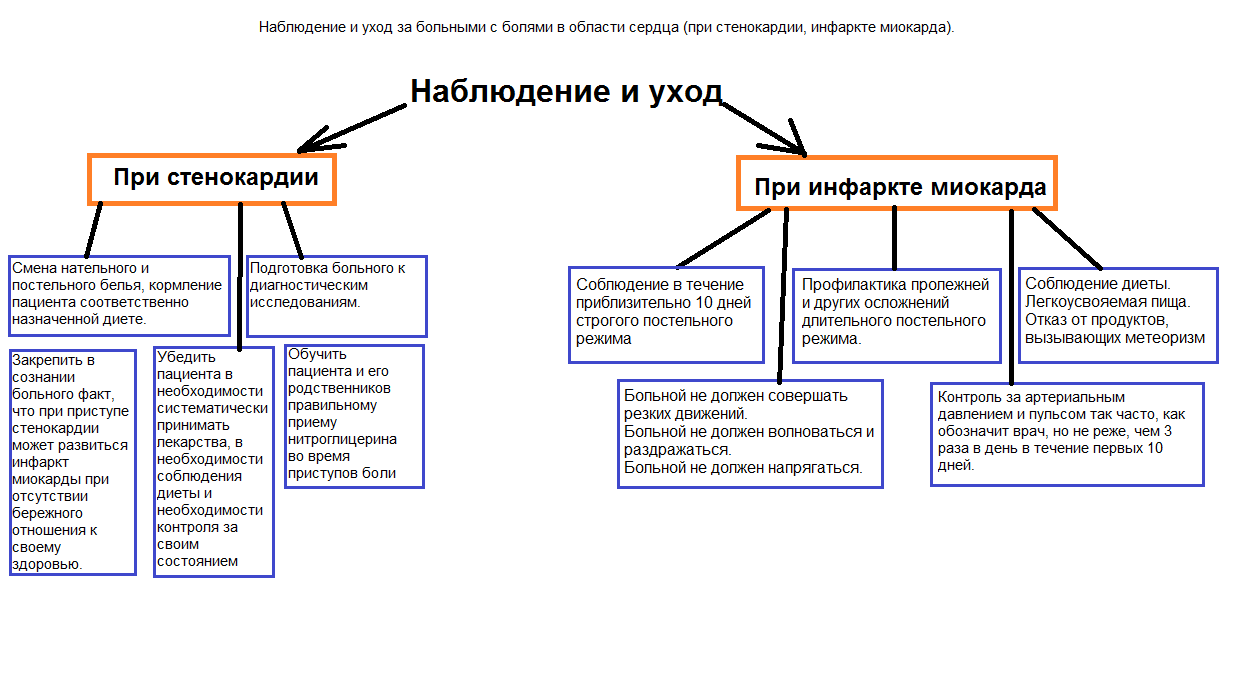 Наблюдение и уход за больными с болями в области сердца (при стенокардии, инфаркте миокарда).
Наблюдение и уход
При стенокардии
Смена нательного и
постельного белья, кормление
пациента соответственно
назначенной диете.
Подготовка больного к
диагностическим
исследованиям.
Закрепить в
сознании
больного факт,
что при приступе
стенокардии
может развиться
инфаркт
миокарды при
отсутствии
бережного
отношения к
своему
здоровью.
Убедить
пациента в
необходимости
систематически
принимать
лекарства, в
необходимости
соблюдения
диеты и
необходимости
контроля за
своим
состоянием
Обучить
пациента и его
родственников
правильному
приему
нитроглицерина
во время
приступов боли
При инфаркте миокарда
Соблюдение в течение
приблизительно 10 дней
строгого постельного
режима
Профилактика пролежней
и других осложнений
длительного постельного
режима.
Соблюдение диеты.
Легкоусвояемая пища.
Отказ от продуктов,
вызывающих метеоризм
Больной не должен совершать
резких движений.
Больной не должен волноваться и
раздражаться.
Больной не должен напрягаться.
Контроль за артериальным
давлением и пульсом так часто, как
обозначит врач, но не реже, чем 3
раза в день в течение первых 10
дней.